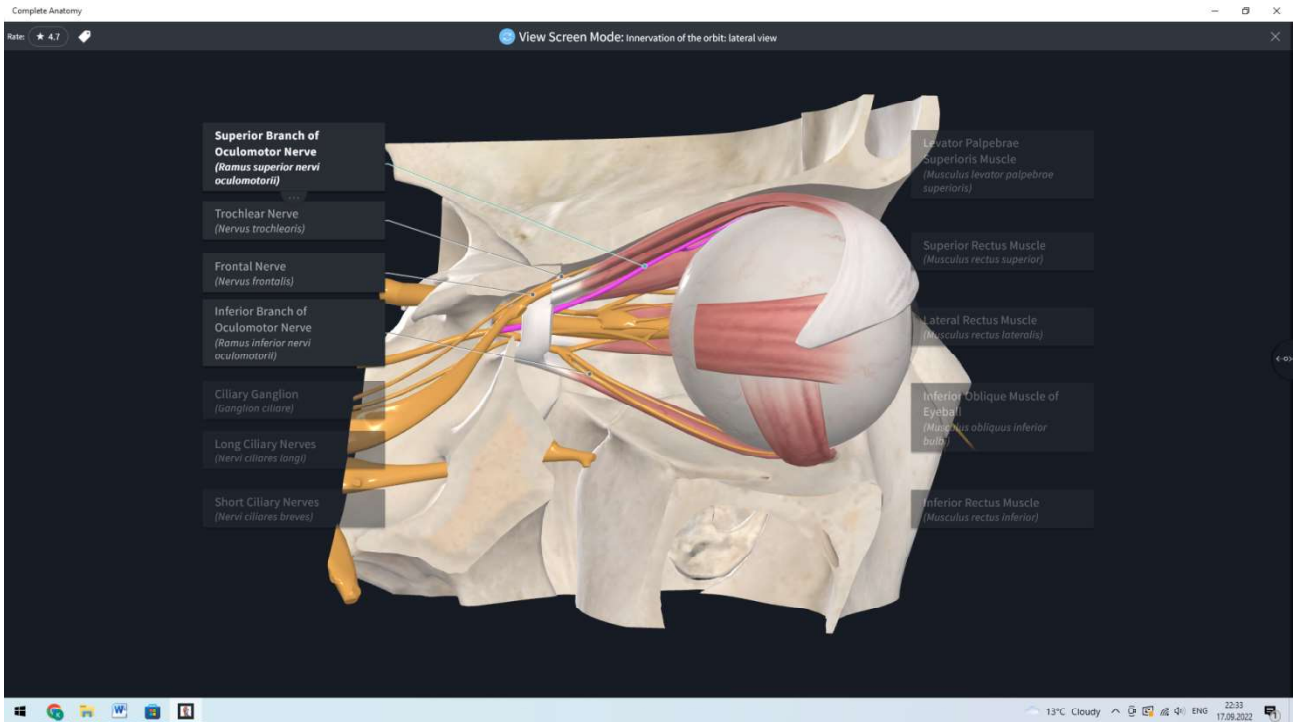 Complete Anatomy
Rate: ★ 4.7
View Screen Mode: Innervation of the orbit: lateral view
Superior Branch of
Oculomotor Nerve
(Ramus superior nervi
oculomotorii)
Trochlear Nerve
(Nervus trochlearis)
Frontal Nerve
(Nervus frontalis)
Inferior Branch of
Oculomotor Nerve
(Ramus inferior nervi
oculomotorii)
Ciliary Ganglion
(Ganglion ciliare)
Long Ciliary Nerves
(Nervi ciliares longi)
Short Ciliary Nerves
(Nervi ciliares breves)
Levator Palpebrae
Superioris Muscle
(Musculus levator palpebrae
superioris)
Superior Rectus Muscle
(Musculus rectus superior)
Lateral Rectus Muscle
(Musculus rectus lateralis)
Inferior Oblique Muscle of
Eyeball
(Musculus obliquus inferior
bulbi)
Inferior Rectus Muscle
(Musculus rectus inferior)
13°C Cloudy
ENG
22:33
17.09.2022